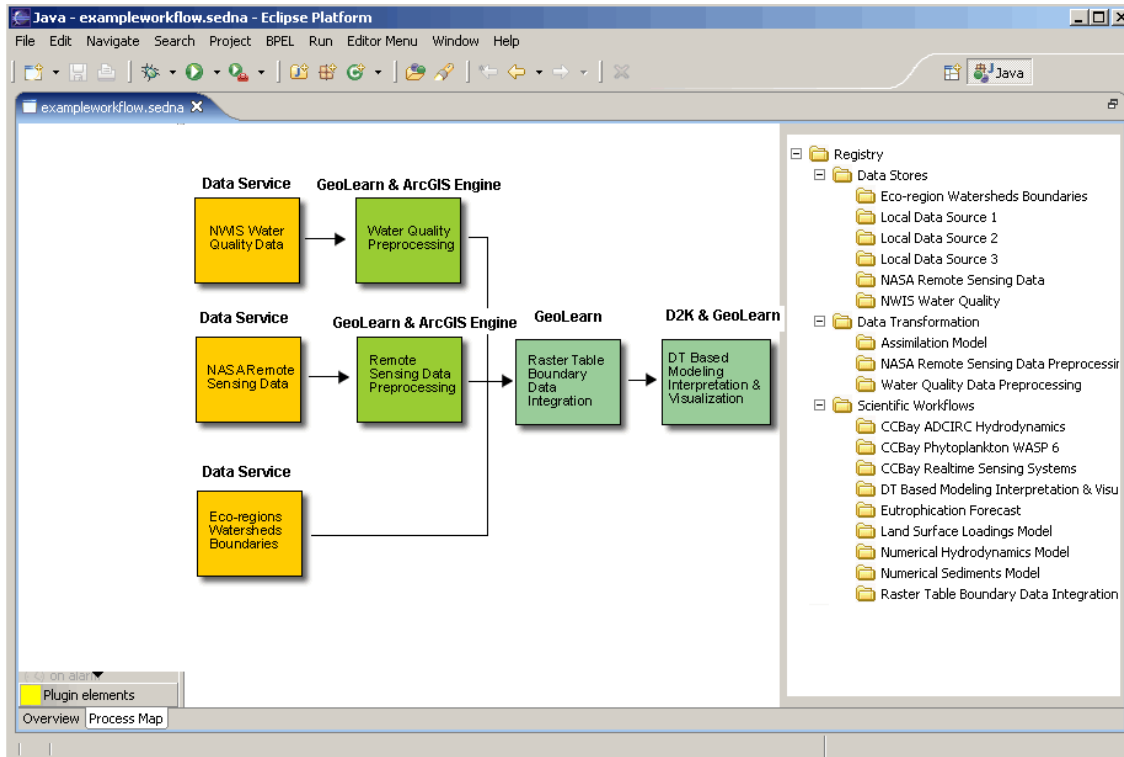 Java - exampleworkflow.sedna - Eclipse Platform
File Edit Navigate Search Project BPEL Run Editor Menu Window Help
Java
exampleworkflow.sedna
Data Service
GeoLearn & ArcGIS Engine
NWIS Water
Quality Data
Water Quality
Preprocessing
Data Service
GeoLearn & ArcGIS Engine
GeoLearn
D2K & GeoLearn
NASA Remote
Sensing Data
Remote
Sensing Data
Preprocessing
Raster Table
Boundary
Data
Integration
DT Based
Modeling
Interpretation &
Visualization
Data Service
Eco-regions
Watersheds
Boundaries
Registry
Data Stores
Eco-region Watersheds Boundaries
Local Data Source 1
Local Data Source 2
Local Data Source 3
NASA Remote Sensing Data
NWIS Water Quality
Data Transformation
Assimilation Model
NASA Remote Sensing Data Preprocessin
Water Quality Data Preprocessing
Scientific Workflows
CCBay ADCIRC Hydrodynamics
CCBay Phytoplankton WASP 6
CCBay Realtime Sensing Systems
DT Based Modeling Interpretation & Visu
Eutrophication Forecast
Land Surface Loadings Model
Numerical Hydrodynamics Model
Numerical Sediments Model
Raster Table Boundary Data Integration
on alarm
Plugin elements
Overview Process Map